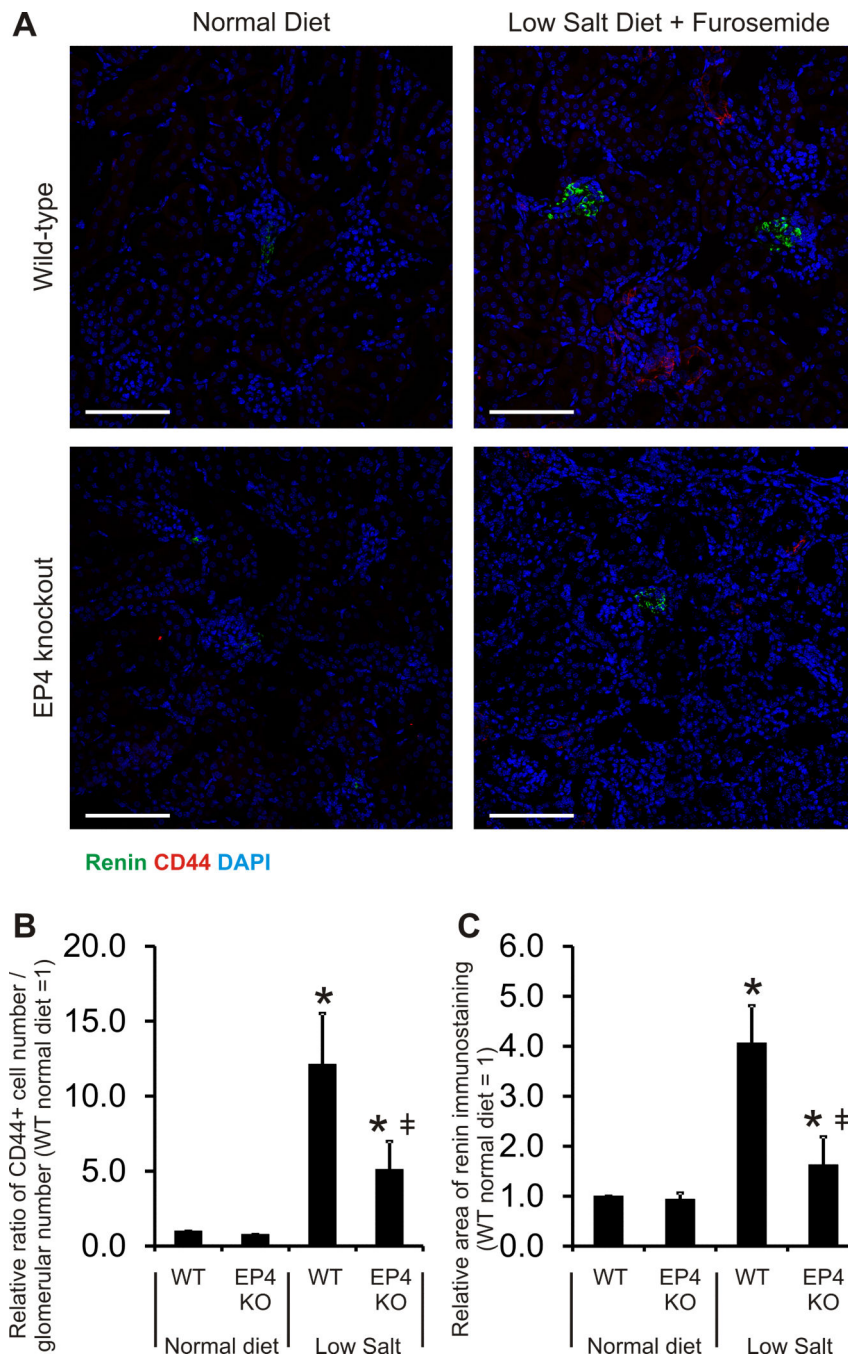 A
Normal Diet
Low Salt Diet + Furosemide
Wild-type
EP4 knockout
Renin CD44 DAPI
B
Relative ratio of CD44+ cell number /
glomerular number (WT normal diet =1)
20.0
15.0
10.0
5.0
0.0
*
* ‡
WT
EP4
KO
WT
EP4
KO
Normal diet
Low Salt
C
Relative area of renin immunostaining
(WT normal diet = 1)
6.0
5.0
4.0
3.0
2.0
1.0
0.0
*
* ‡
WT
EP4
KO
WT
EP4
KO
Normal diet
Low Salt